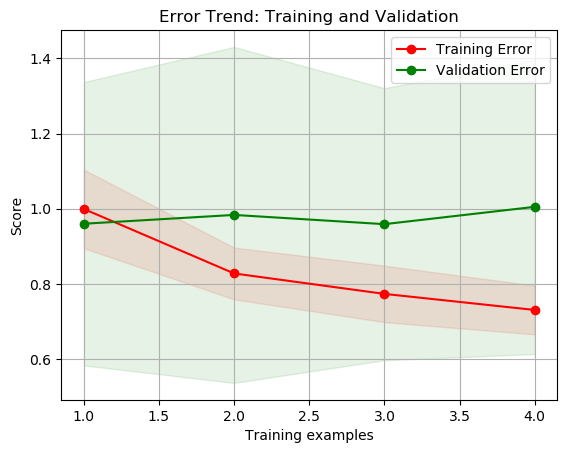 Error Trend: Training and Validation
Training Error
Validation Error
1.4
1.2
1.0
0.8
0.6
Score
1.0 1.5 2.0 2.5 3.0 3.5 4.0
Training examples